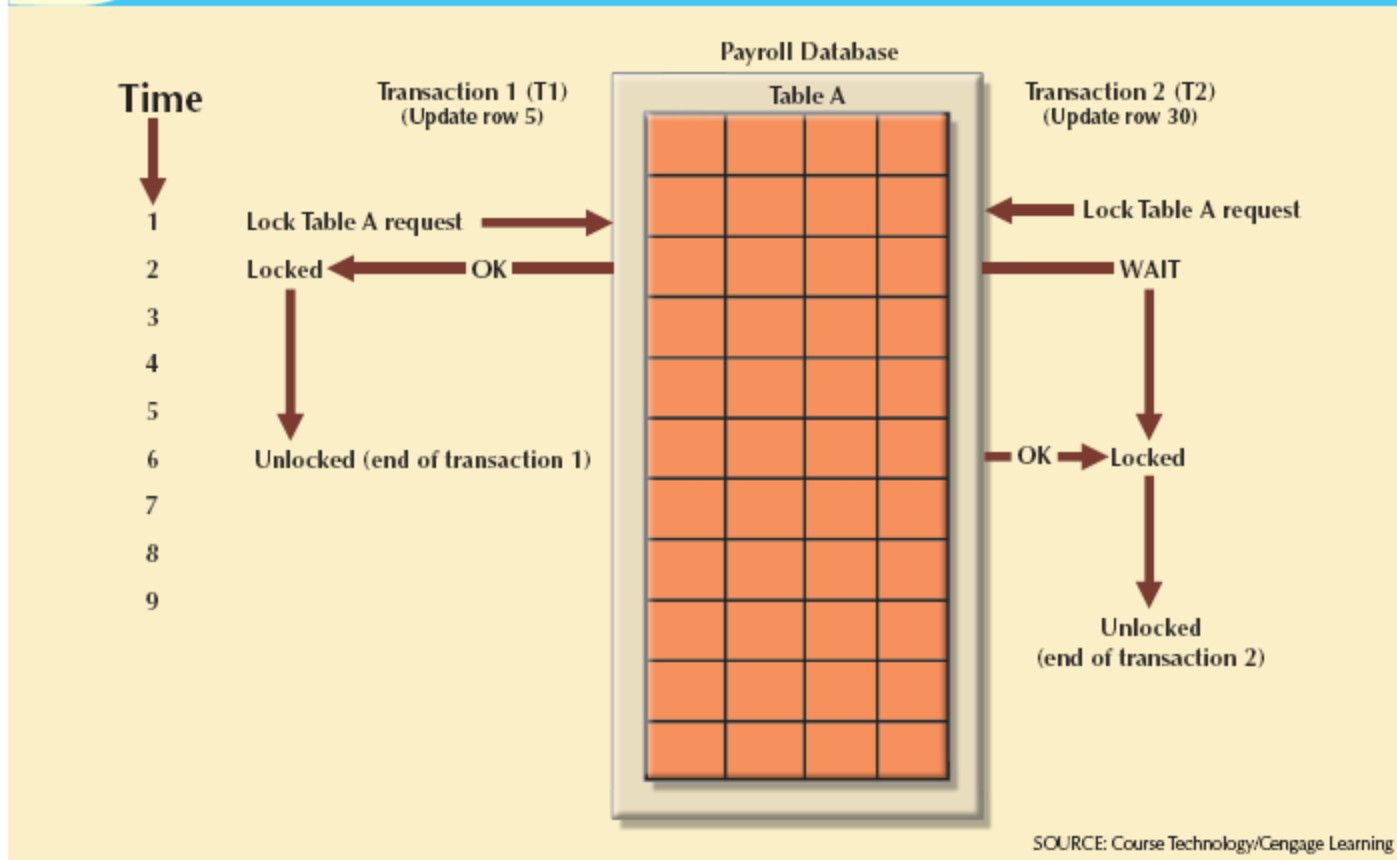 Payroll Database
Time
Transaction 1 (T1)
(Update row 5)
Table A
Transaction 2 (T2)
(Update row 30)
1 Lock Table A request Lock Table A request
2 Locked OK WAIT
3
4
5
6 Unlocked (end of transaction 1) OK Locked
7
8
9
Unlocked
(end of transaction 2)
SOURCE: Course Technology/Cengage Learning